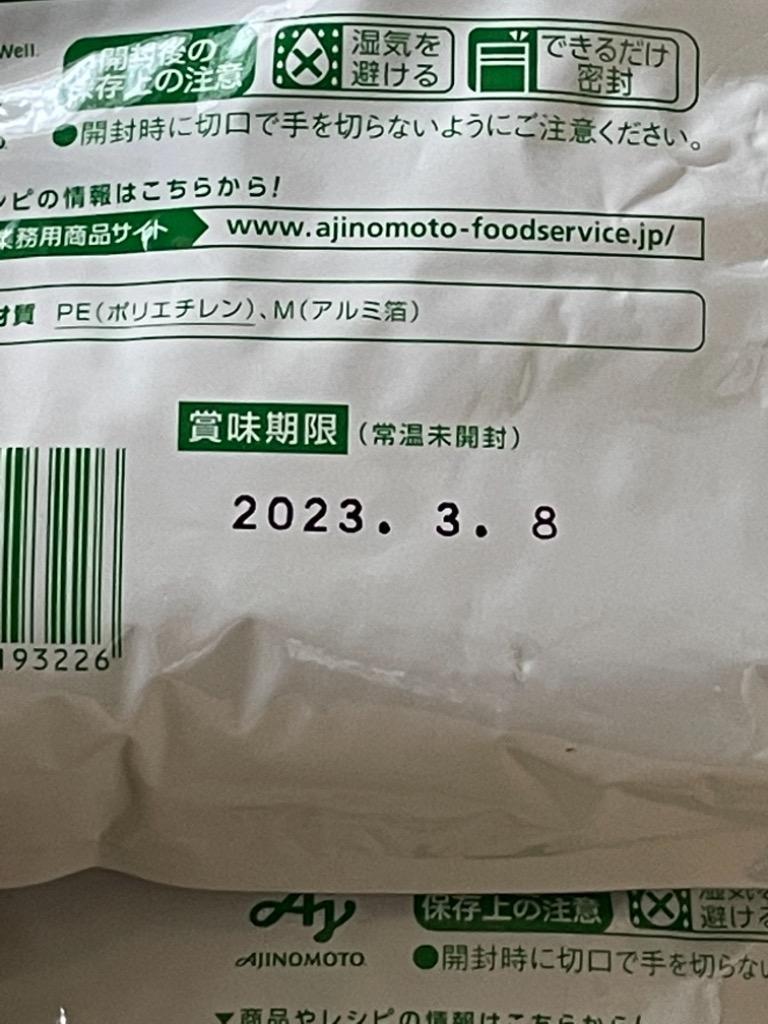 Well.
開封後の
保存上の注意
湿気を
避ける
できるだけ
密封
●開封時に切口で手を切らないようにご注意ください。
シピの情報はこちらから!
務用商品サイト
www.ajinomoto-foodservice.jp/
材質 PE(ポリエチレン)、M(アルミ箔)
賞味期限 (常温未開封)
2023. 3. 8
193226
AJINOMOTO
保存上の注意
湿気を
避ける
●開封時に切口で手を切らない
▼商品やレシピの情報はこちらから!